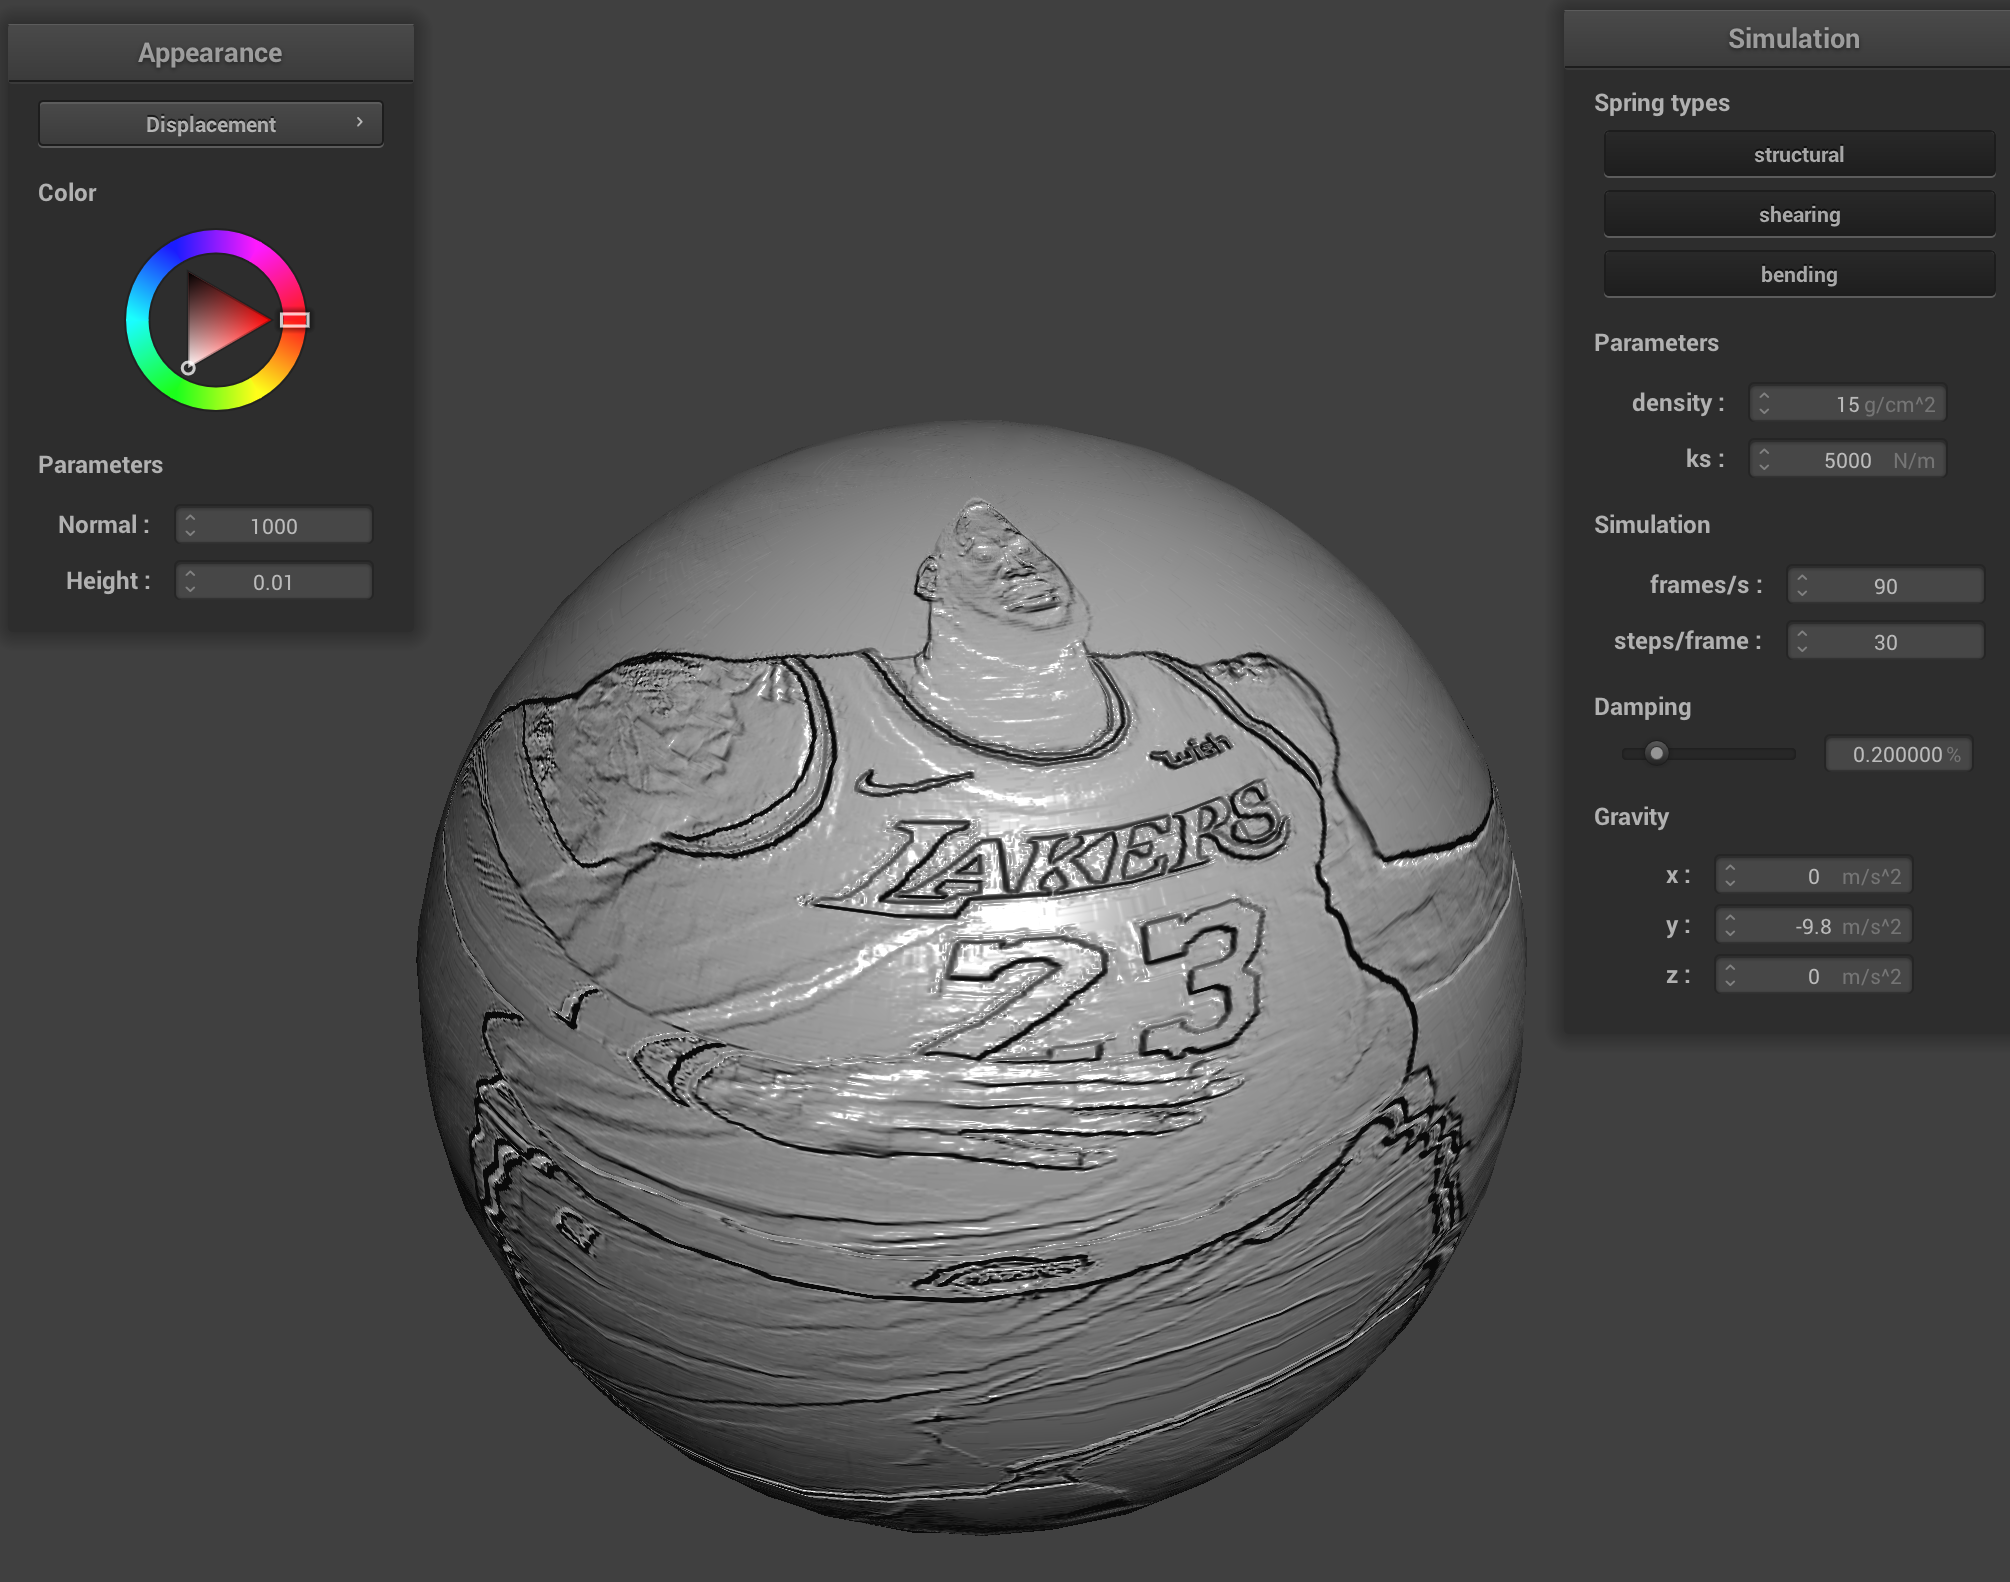 Appearance
Displacement
Color
Parameters
Normal : 1000
Height : 0.01
wish
LAKERS
23
Simulation
Spring types
structural
shearing
bending
Parameters
density : 15 g/cm^2
ks : 5000 N/m
Simulation
frames/s : 90
steps/frame : 30
Damping
0.200000 %
Gravity
x : 0 m/s^2
y : -9.8 m/s^2
z : 0 m/s^2